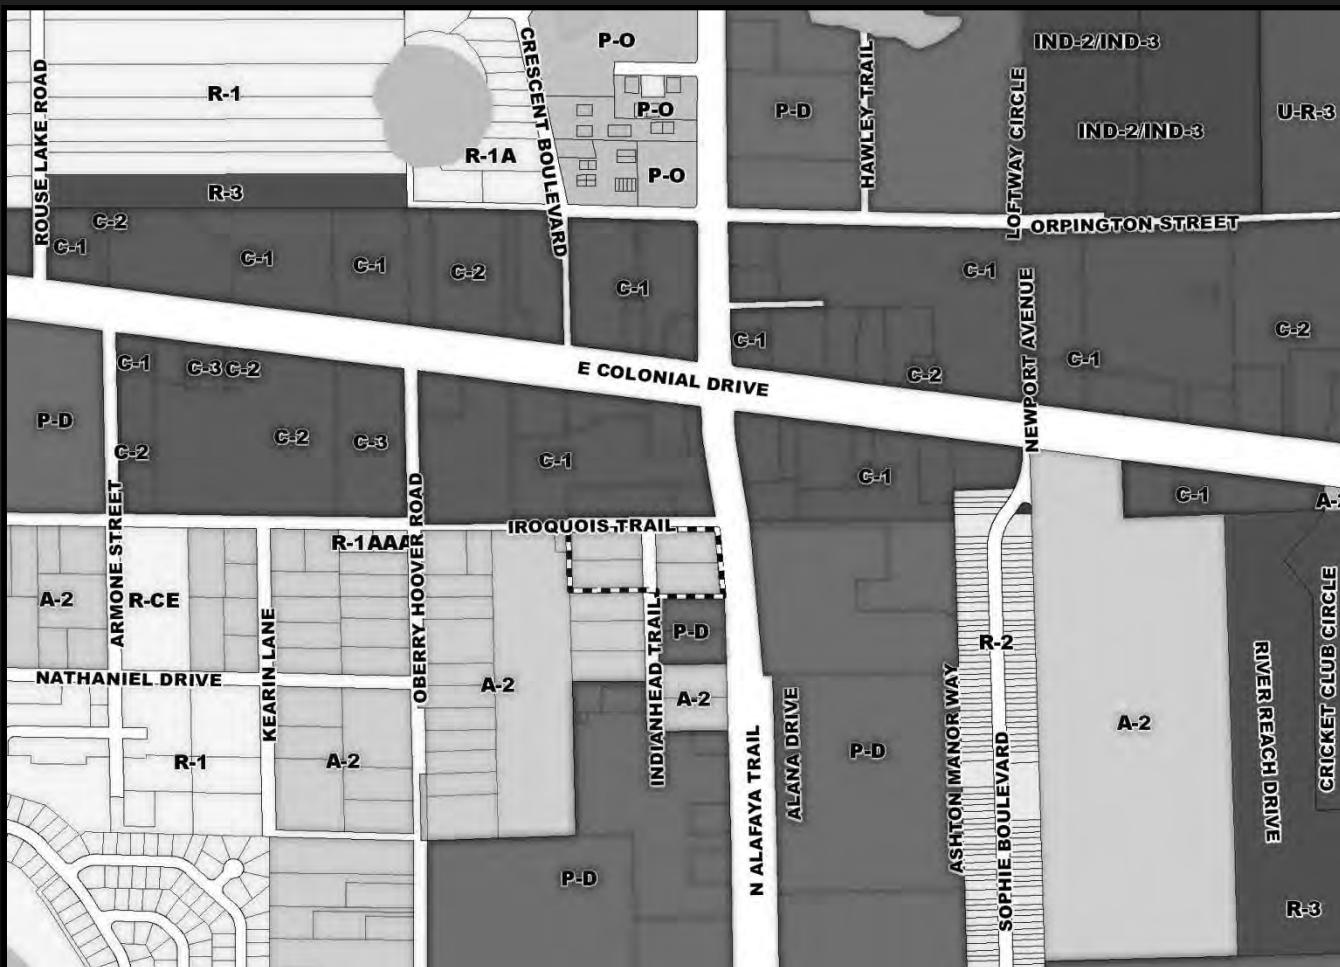 P-O
IND-2/IND-3
ROUSE LAKE ROAD
R-1
CRESCENT BOULEVARD
P-O
P-D
HAWLEY TRAIL
LOFTWAY CIRCLE
IND-2/IND-3
U-R-3
R-1A
P-O
R-3
C-2
C-1
C-1
C-1
C-2
C-1
ORPINGTON STREET
C-1
C-1
C-2
NEWPORT AVENUE
C-1
C-2
E COLONIAL DRIVE
C-1
C-3
C-2
P-D
C-2
C-2
C-3
C-1
C-1
C-1
A-2
ARMONE STREET
OBERRY HOOVER ROAD
IROQUOIS TRAIL
R-1AAA
A-2
R-CE
KEARIN LANE
INDIANHEAD TRAIL
P-D
R-2
NATHANIEL DRIVE
A-2
A-2
ASHTON MANOR WAY
A-2
RIVER REACH DRIVE
CRICKET CLUB CIRCLE
R-1
A-2
N ALAFAYA TRAIL
ALANA DRIVE
P-D
SOPHIE BOULEVARD
P-D
R-3